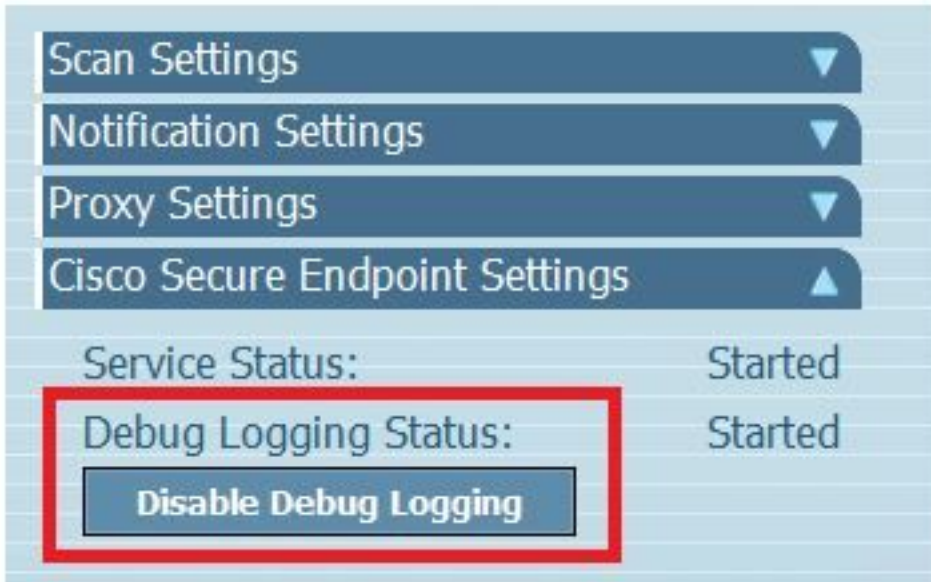 Scan Settings
Notification Settings
Proxy Settings
Cisco Secure Endpoint Settings
Service Status: Started
Debug Logging Status: Started
Disable Debug Logging